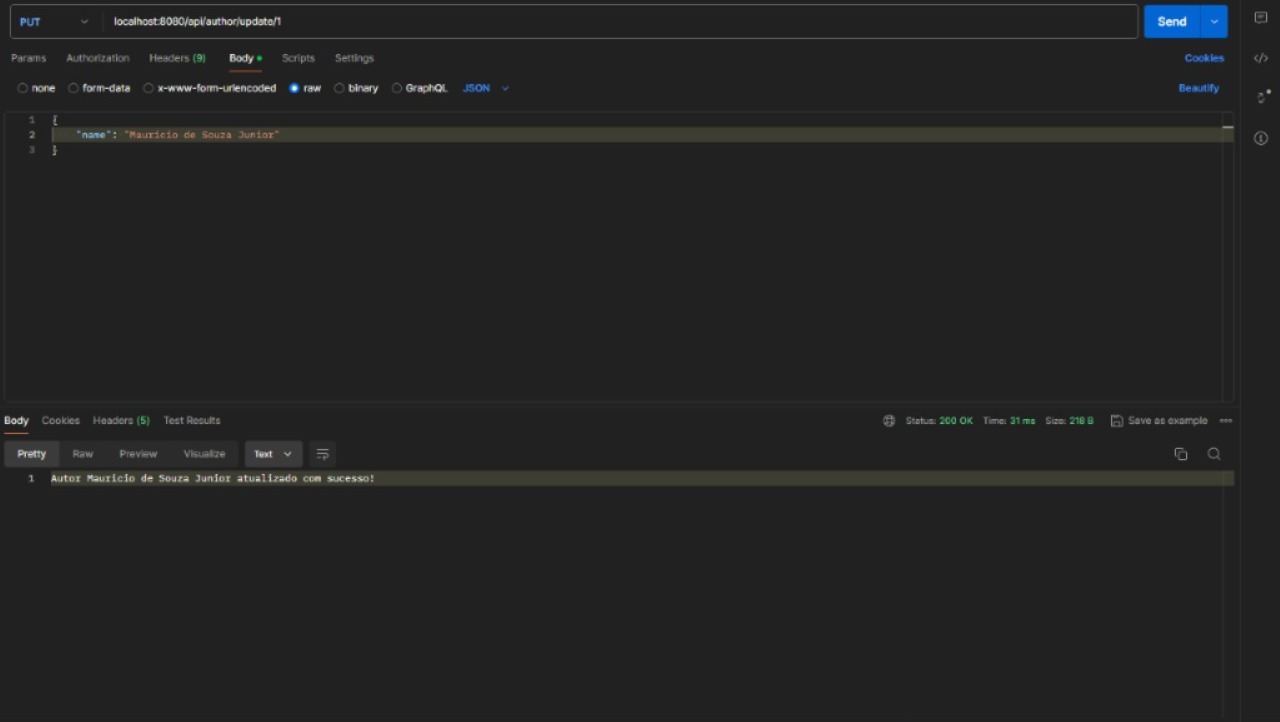 PUT localhost:8080/api/author/update/1 Send
Params Authorization Headers (9) Body Scripts Settings Cookies
none form-data x-www-form-urlencoded raw binary GraphQL JSON Beautify
1 {
2 "name": "Mauricio de Souza Junior"
3 }
Body Cookies Headers (5) Test Results Status: 200 OK Time: 31 ms Size: 218 B Save as example
Pretty Raw Preview Visualize Text
1 Autor Mauricio de Souza Junior atualizado com sucesso!